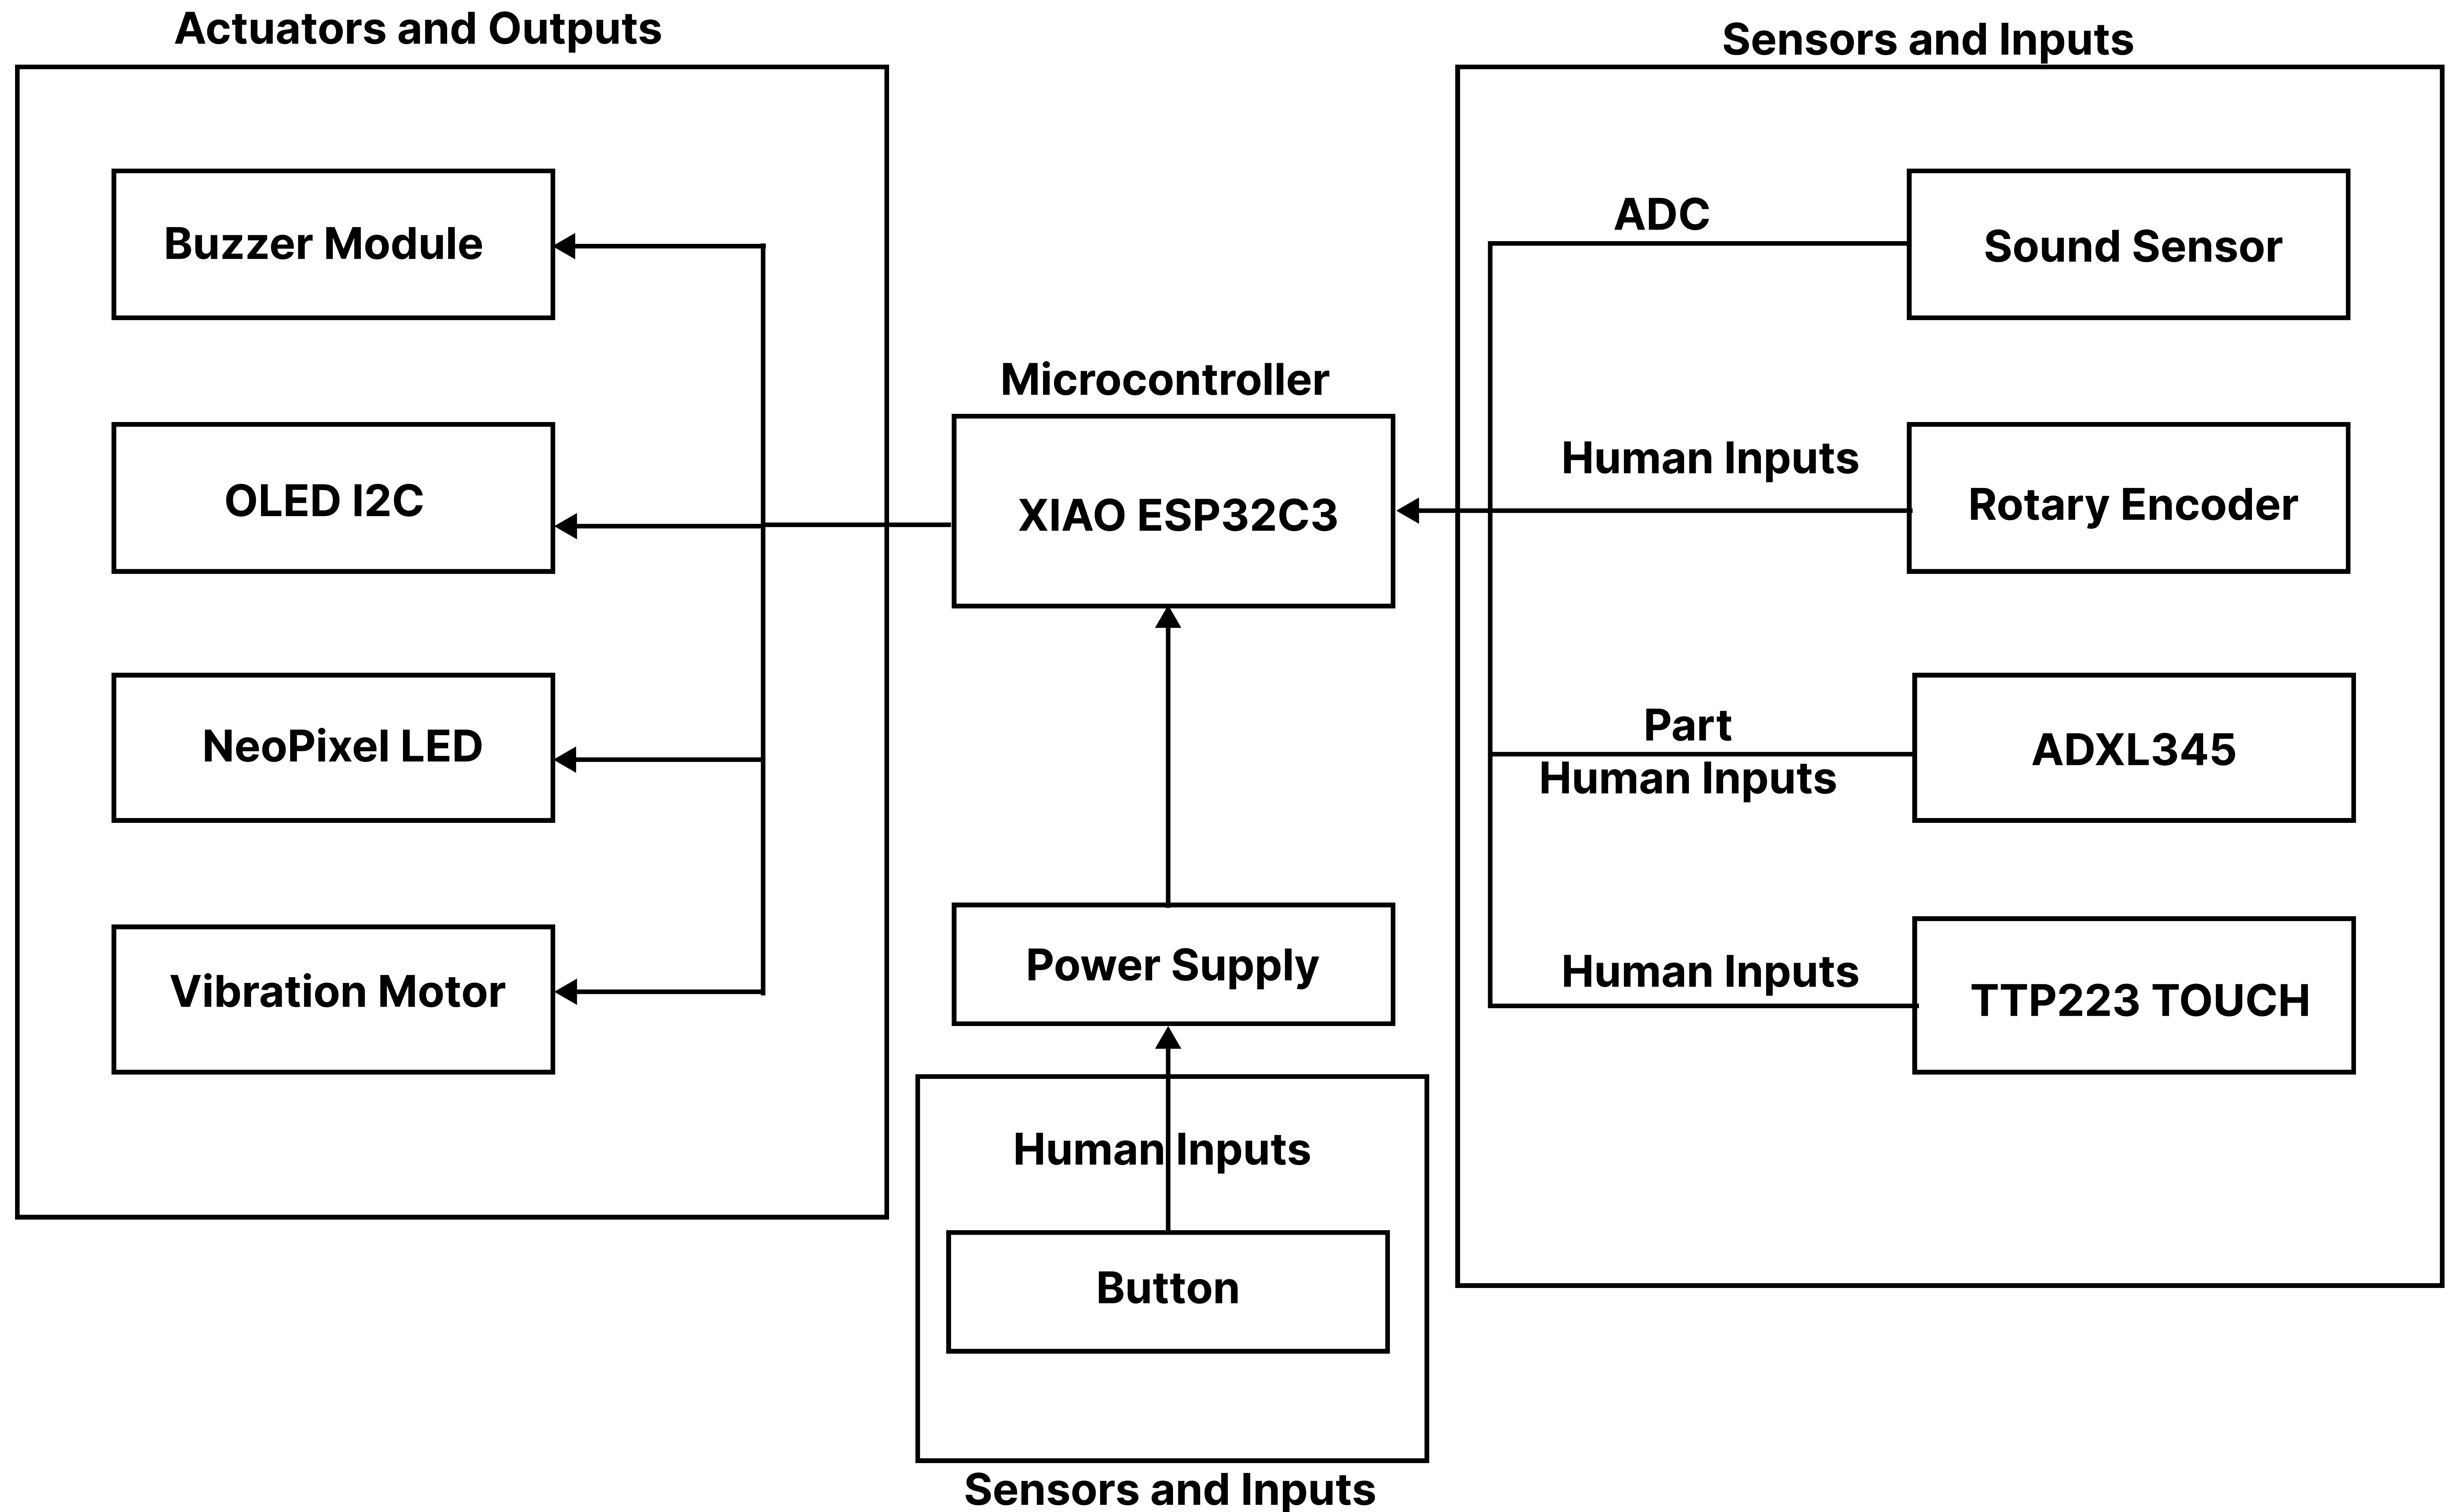 Actuators and Outputs
Buzzer Module
OLED I2C
NeoPixel LED
Vibration Motor
Microcontroller
XIAO ESP32C3
Power Supply
Human Inputs
Button
Sensors and Inputs
Sensors and Inputs
ADC
Sound Sensor
Human Inputs
Rotary Encoder
Part
Human Inputs
ADXL345
Human Inputs
TTP223 TOUCH